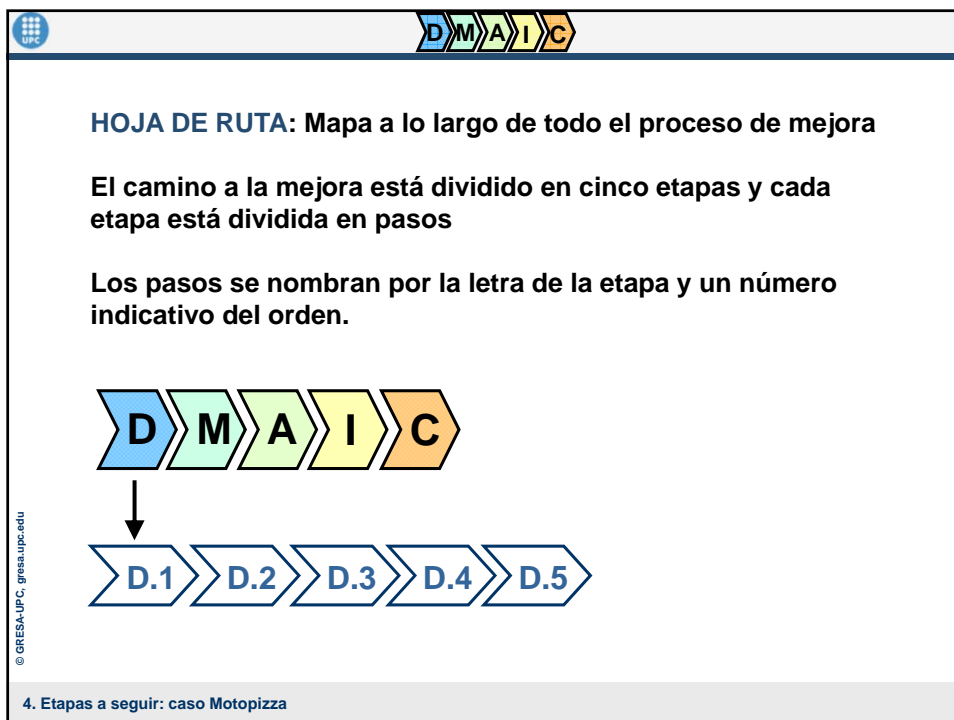 UPC
D M A I C
HOJA DE RUTA: Mapa a lo largo de todo el proceso de mejora
El camino a la mejora está dividido en cinco etapas y cada
etapa está dividida en pasos
Los pasos se nombran por la letra de la etapa y un número
indicativo del orden.
D M A I C
D.1 D.2 D.3 D.4 D.5
© GRESA-UPC, gresa.upc.edu
4. Etapas a seguir: caso Motopizza